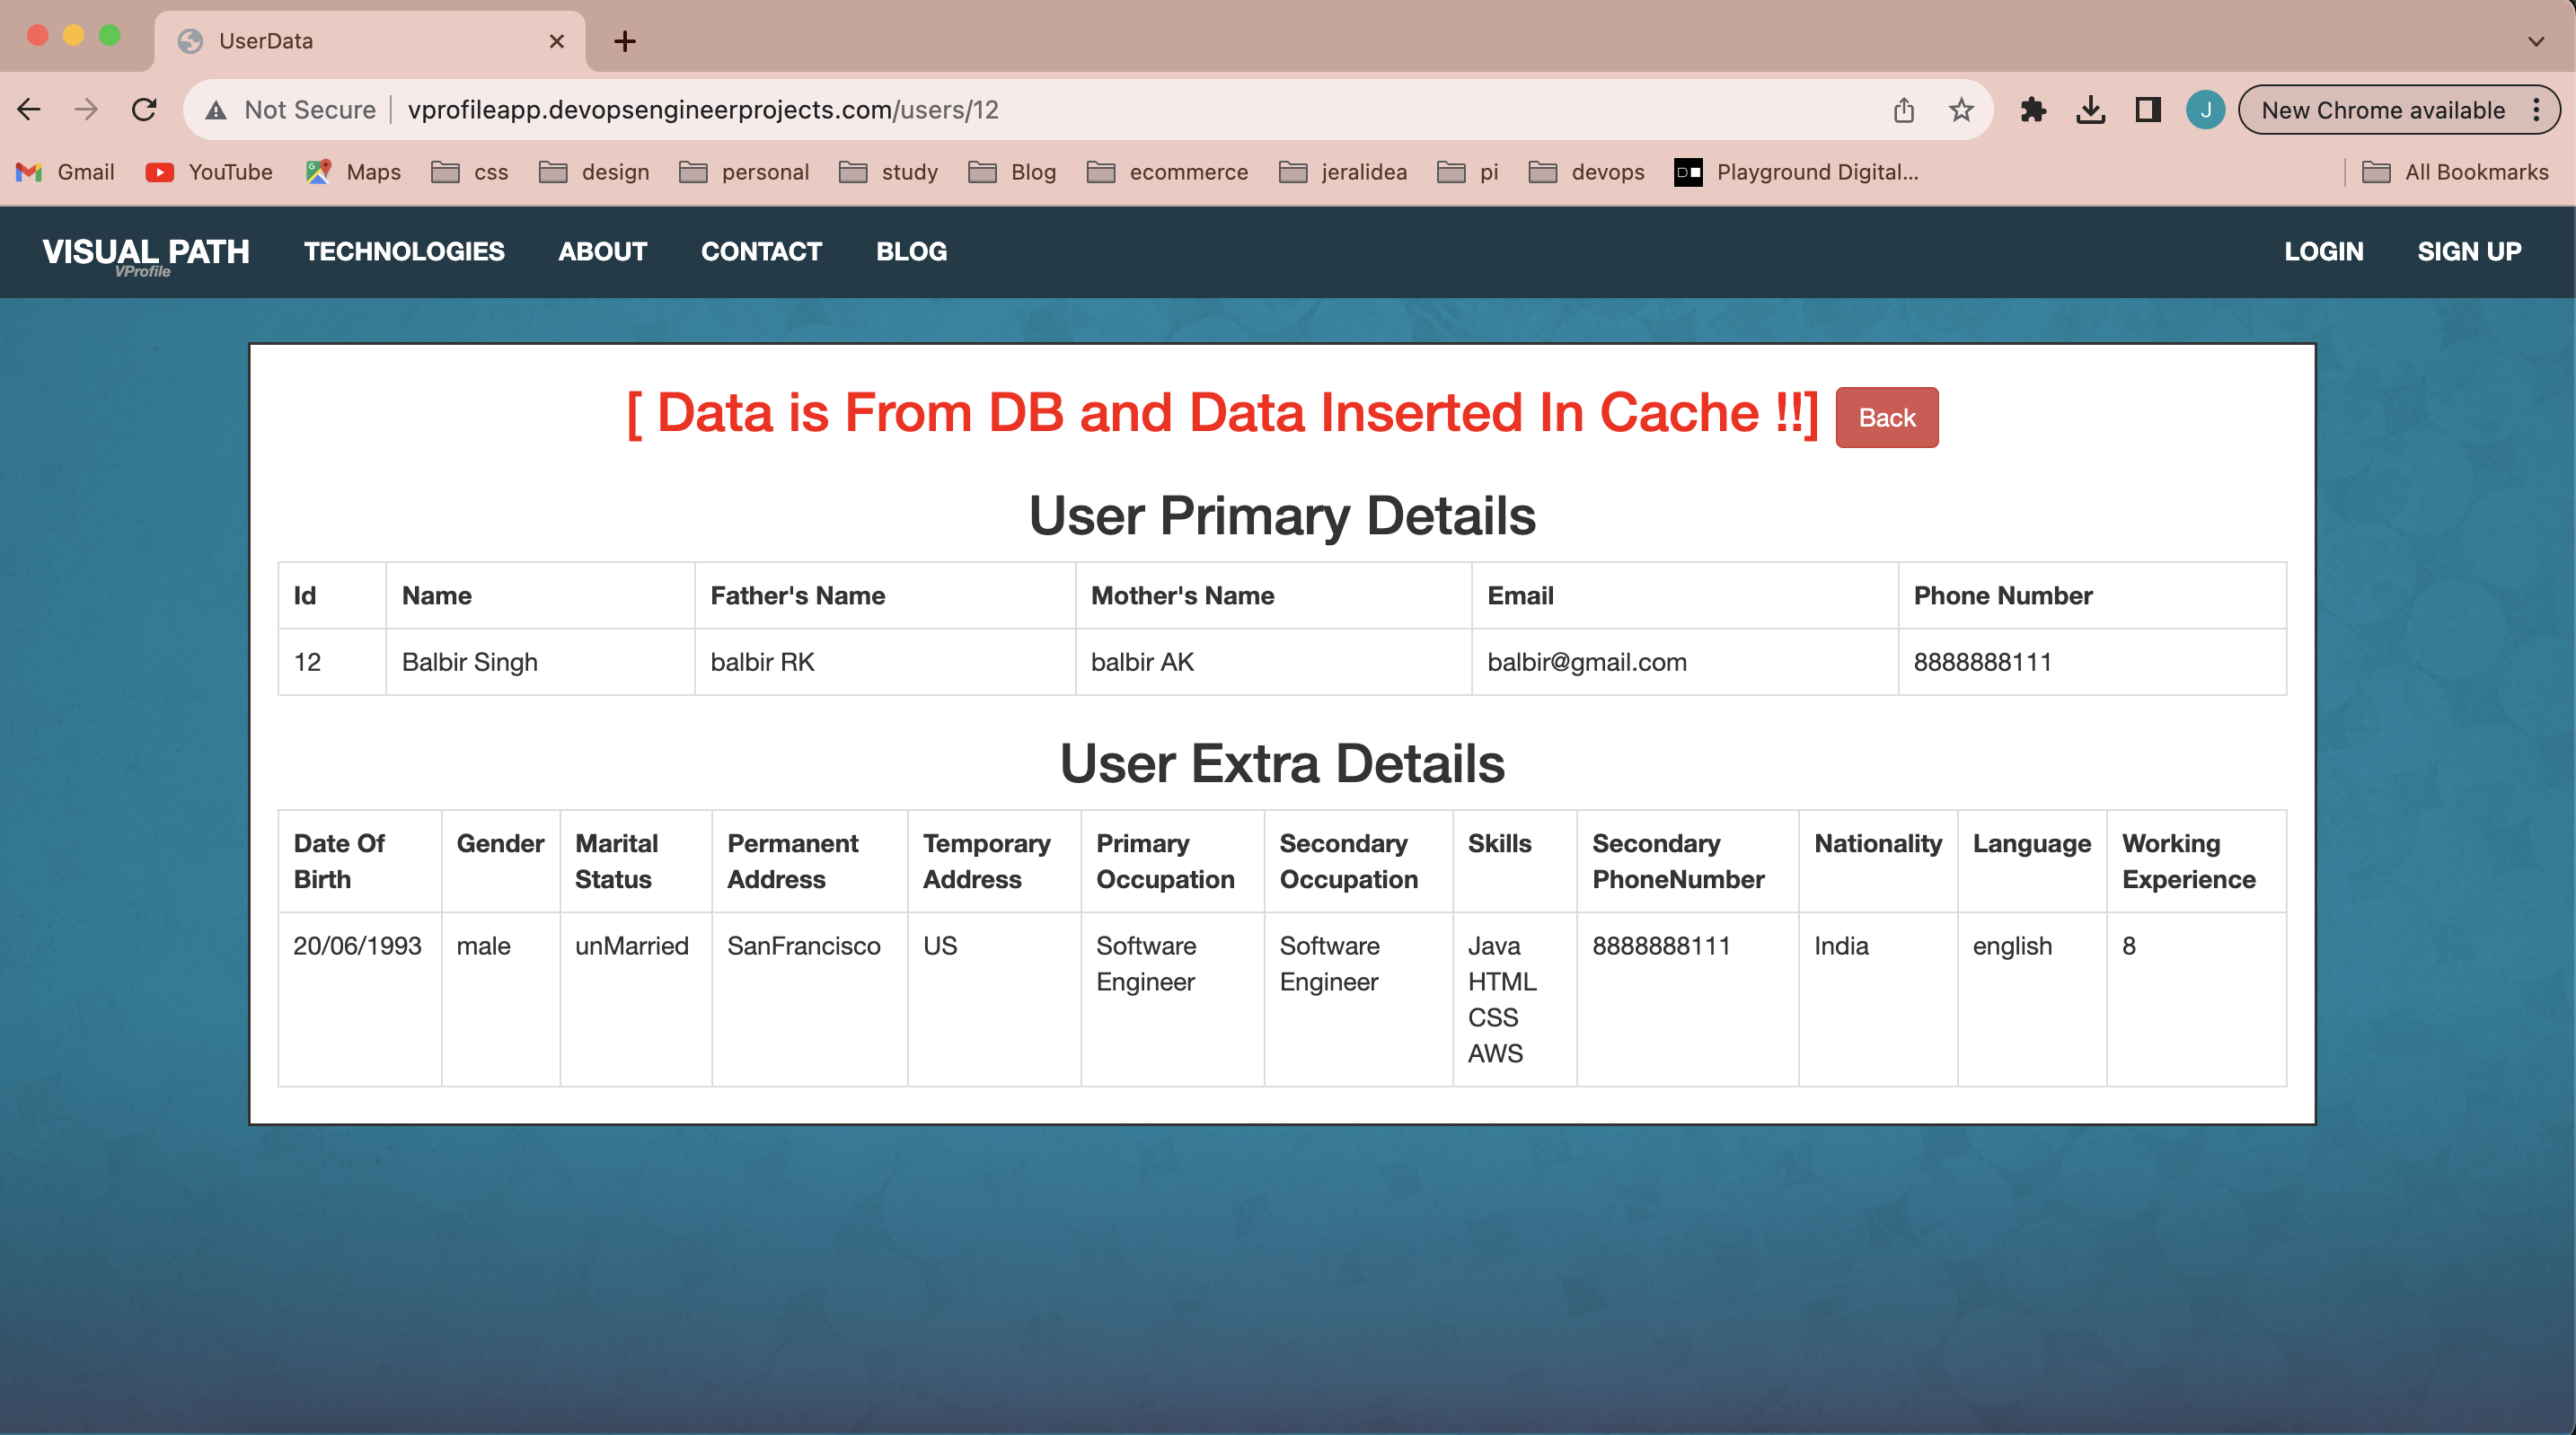 UserData
Not Secure vprofileapp.devopsengineerprojects.com/users/12
J
New Chrome available
Gmail YouTube Maps css design personal study Blog ecommerce jeralidea pi devops Playground Digital... All Bookmarks
VISUAL PATH TECHNOLOGIES ABOUT CONTACT BLOG LOGIN SIGN UP
VProfile
[ Data is From DB and Data Inserted In Cache !!] Back
User Primary Details
Id Name Father's Name Mother's Name Email Phone Number
12 Balbir Singh balbir RK balbir AK balbir@gmail.com 8888888111
User Extra Details
Date Of Gender Marital Permanent Temporary Primary Secondary Skills Secondary Nationality Language Working
Birth Status Address Address Occupation Occupation PhoneNumber Experience
20/06/1993 male unMarried SanFrancisco US Software Software Java 8888888111 India english 8
Engineer Engineer HTML
CSS
AWS